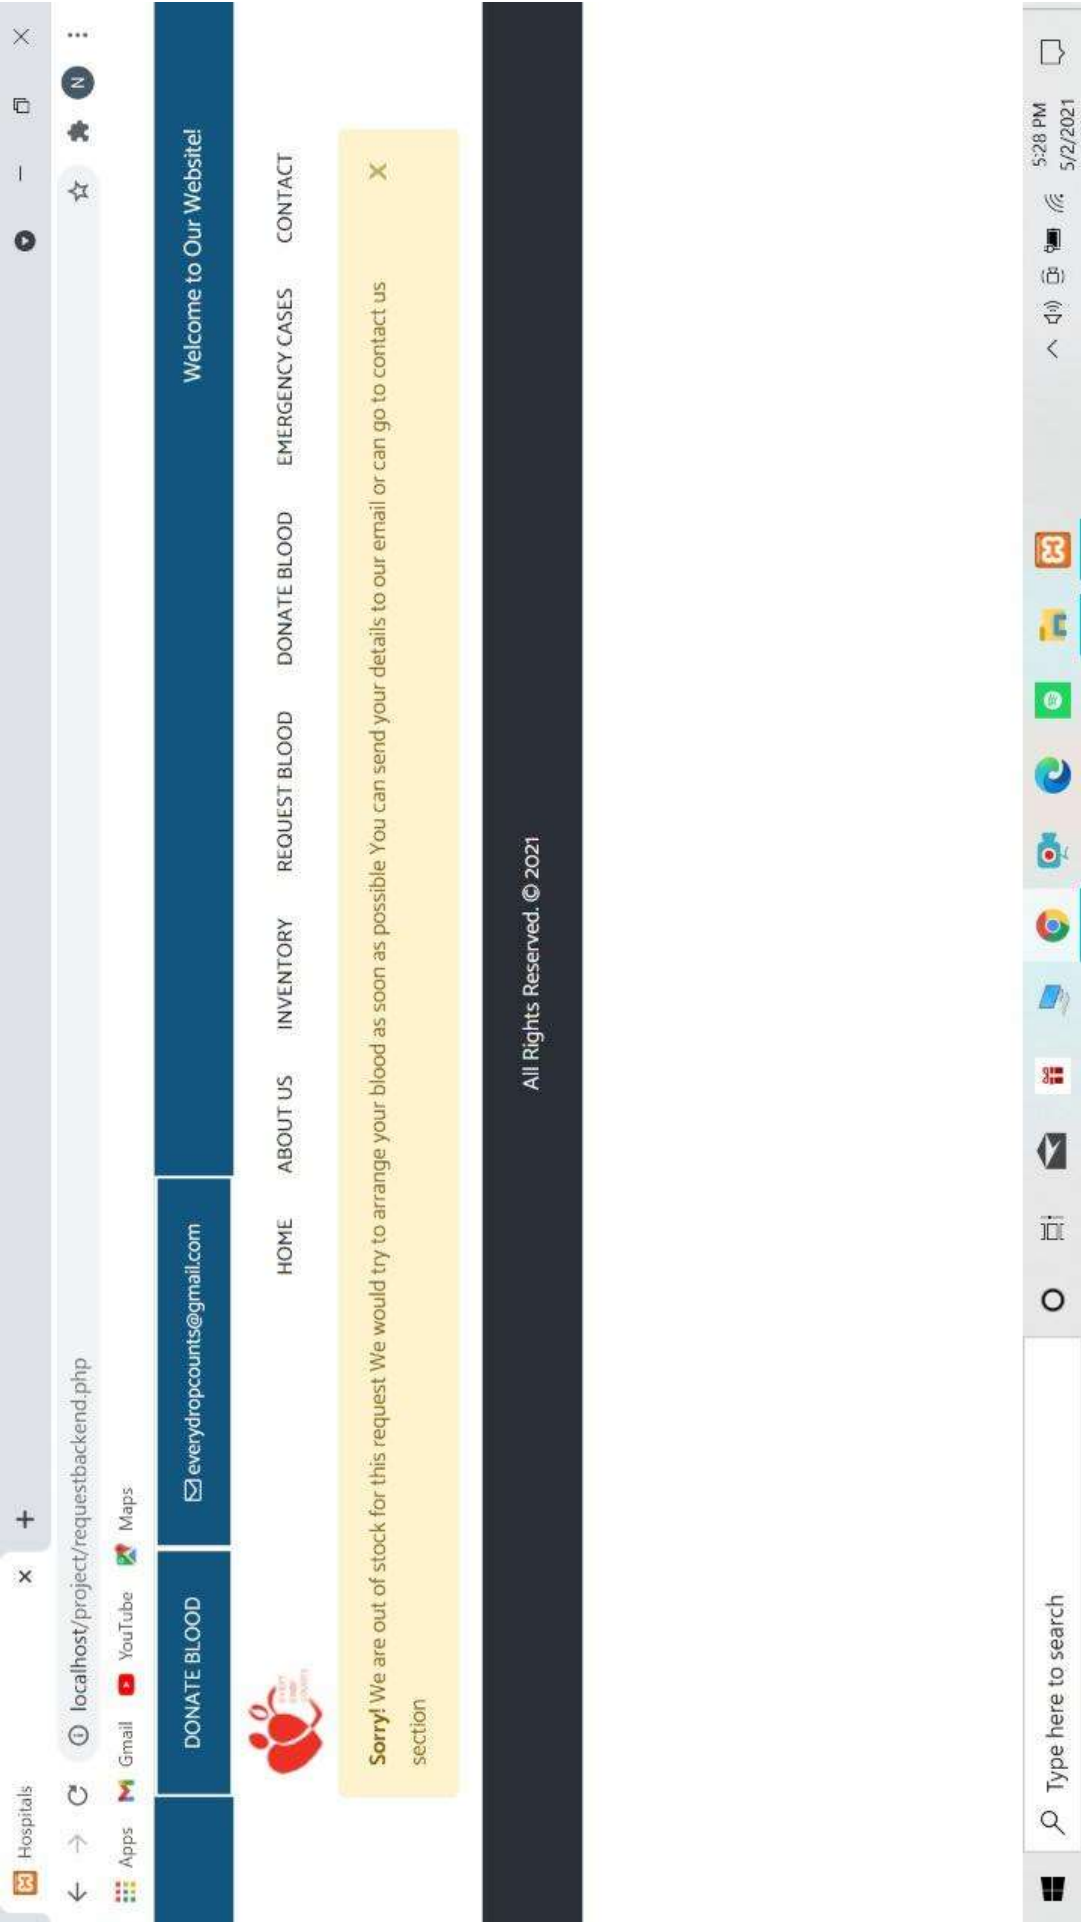 Hospitals
localhost/project/requestbackend.php
N
Apps Gmail YouTube Maps
DONATE BLOOD everydropcounts@gmail.com Welcome to Our Website!
EVERY
DROP
COUNTS
HOME ABOUT US INVENTORY REQUEST BLOOD DONATE BLOOD EMERGENCY CASES CONTACT
Sorry! We are out of stock for this request We would try to arrange your blood as soon as possible You can send your details to our email or can go to contact us
section
X
All Rights Reserved. © 2021
Type here to search
5:28 PM
5/2/2021